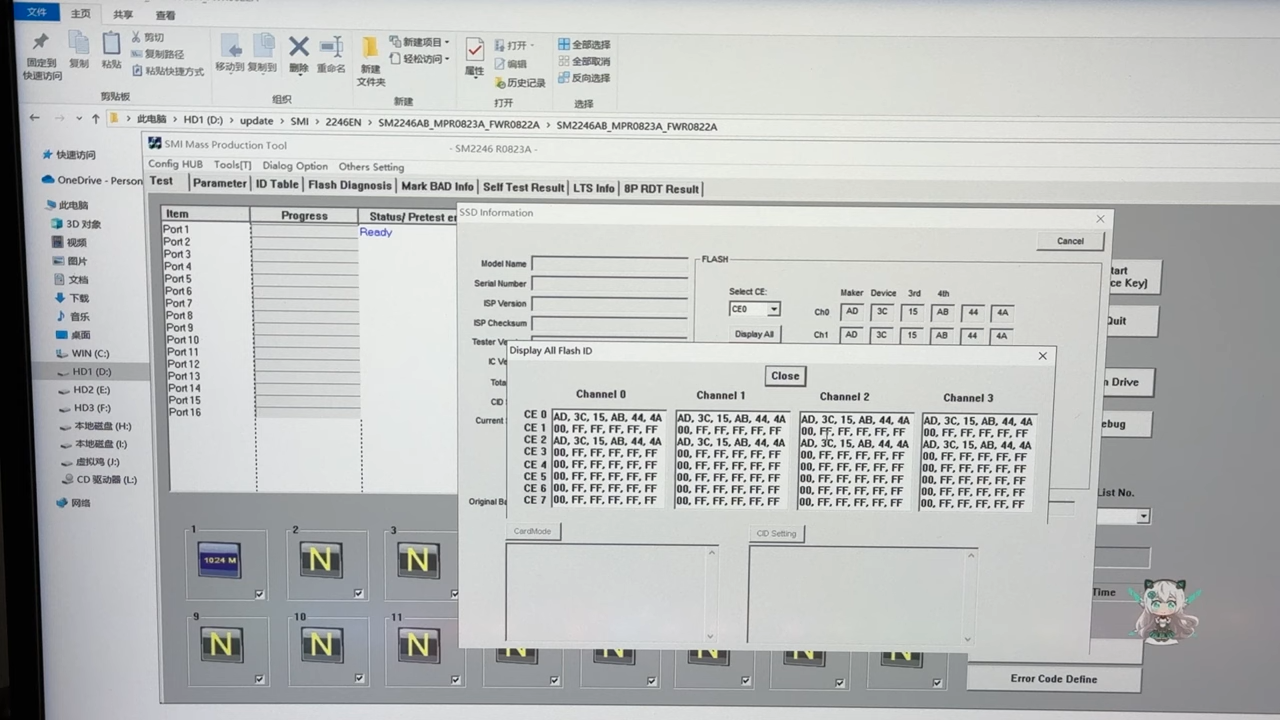 文件
主页
共享
查看
固定到
快速访问
复制
粘贴
剪切
复制路径
粘贴快捷方式
剪贴板
移动到
复制到
删除
重命名
组织
新建
文件夹
新建项目
轻松访问
新建
属性
打开
编辑
历史记录
打开
全部选择
全部取消
反向选择
选择
此电脑 > HD1 (D:) > update > SMI > 2246EN > SM2246AB_MPR0823A_FWR0822A > SM2246AB_MPR0823A_FWR0822A
快速访问
OneDrive - Person
此电脑
3D 对象
视频
图片
文档
下载
音乐
桌面
WIN (C:)
HD1 (D:)
HD2 (E:)
HD3 (F:)
本地磁盘 (H:)
本地磁盘 (I:)
虚拟鸡 (J:)
CD 驱动器 (L:)
网络
SMI Mass Production Tool
- SM2246 R0823A -
Config HUB Tools[T] Dialog Option Others Setting
Test Parameter ID Table Flash Diagnosis Mark BAD Info Self Test Result LTS Info 8P RDT Result
Item Progress Status/ Pretest er
Port 1 Ready
Port 2
Port 3
Port 4
Port 5
Port 6
Port 7
Port 8
Port 9
Port 10
Port 11
Port 12
Port 13
Port 14
Port 15
Port 16
SSD Information
Cancel
Model Name
Serial Number
ISP Version
ISP Checksum
Tester Ve
IC Ve
Tota
CID
Current
Original Ba
FLASH
Select CE:
CE0
Display All
Maker Device 3rd 4th
Ch0 AD 3C 15 AB 44 4A
Ch1 AD 3C 15 AB 44 4A
Display All Flash ID
Close
Channel 0 Channel 1 Channel 2 Channel 3
CE 0 AD, 3C, 15, AB, 44, 4A AD, 3C, 15, AB, 44, 4A AD, 3C, 15, AB, 44, 4A AD, 3C, 15, AB, 44, 4A
CE 1 00, FF, FF, FF, FF, FF 00, FF, FF, FF, FF, FF 00, FF, FF, FF, FF, FF 00, FF, FF, FF, FF, FF
CE 2 AD, 3C, 15, AB, 44, 4A AD, 3C, 15, AB, 44, 4A AD, 3C, 15, AB, 44, 4A AD, 3C, 15, AB, 44, 4A
CE 3 00, FF, FF, FF, FF, FF 00, FF, FF, FF, FF, FF 00, FF, FF, FF, FF, FF 00, FF, FF, FF, FF, FF
CE 4 00, FF, FF, FF, FF, FF 00, FF, FF, FF, FF, FF 00, FF, FF, FF, FF, FF 00, FF, FF, FF, FF, FF
CE 5 00, FF, FF, FF, FF, FF 00, FF, FF, FF, FF, FF 00, FF, FF, FF, FF, FF 00, FF, FF, FF, FF, FF
CE 6 00, FF, FF, FF, FF, FF 00, FF, FF, FF, FF, FF 00, FF, FF, FF, FF, FF 00, FF, FF, FF, FF, FF
CE 7 00, FF, FF, FF, FF, FF 00, FF, FF, FF, FF, FF 00, FF, FF, FF, FF, FF 00, FF, FF, FF, FF, FF
CardMode
CID Setting
tart
ce Key]
Quit
n Drive
ebug
List No.
Time
Error Code Define
1 2 3
1024 M N N
9 10 11
N N N N N N N N